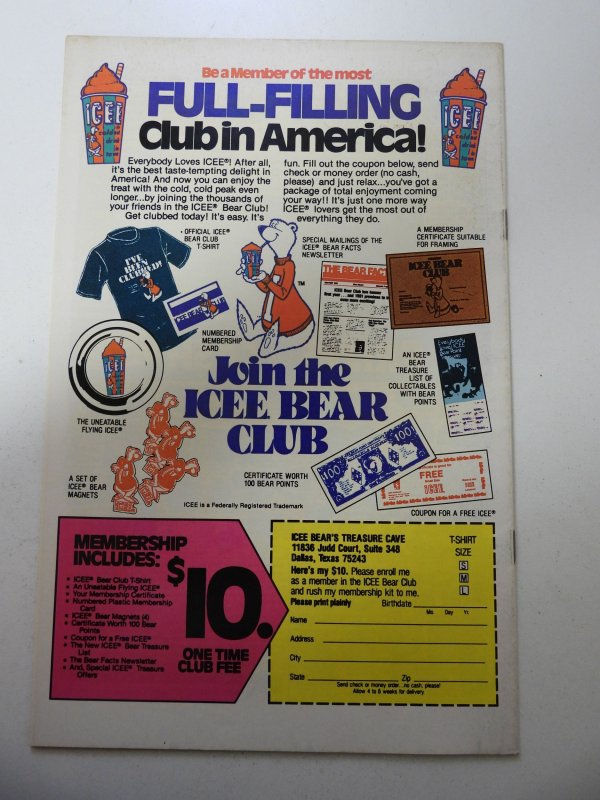 Be a Member of the most
FULL-FILLING
Club in America!
ICEE
ICEE
Everybody Loves ICEE®! After all,
it's the best taste-tempting delight in
America! And now you can enjoy the
treat with the cold, cold peak even
longer...by joining the thousands of
your friends in the ICEE® Bear Club!
Get clubbed today! It's easy. It's
fun. Fill out the coupon below, send
check or money order (no cash,
please) and just relax...you've got a
package of total enjoyment coming
your way!! It's just one more way
ICEE® lovers get the most out of
everything they do.
• OFFICIAL ICEE®
BEAR CLUB
T-SHIRT
I'VE
BEEN
CLUBBED!
SPECIAL MAILINGS OF THE
ICEE® BEAR FACTS
NEWSLETTER
A MEMBERSHIP
CERTIFICATE SUITABLE
FOR FRAMING
THE BEAR FACTS
ICEE BEAR
CLUB
TM
ICEE BEAR CLUB
NUMBERED
MEMBERSHIP
CARD
ICEE
THE UNEATABLE
FLYING ICEE®
AN ICEE®
BEAR
TREASURE
LIST OF
COLLECTABLES
WITH BEAR
POINTS
Join the
ICEE BEAR
CLUB
A SET OF
ICEE® BEAR
MAGNETS
CERTIFICATE WORTH
100 BEAR POINTS
100
100
FREE
ICEE
ICEE is a Federally Registered Trademark
COUPON FOR A FREE ICEE®
MEMBERSHIP
INCLUDES:
• ICEE® Bear Club T-Shirt
• An Uneatable Flying ICEE®
• Your Membership Certificate
• Numbered Plastic Membership
Card
• ICEE® Bear Magnets (4)
• Certificate Worth 100 Bear
Points
• Coupon for a Free ICEE®
• The New ICEE® Bear Treasure
List
• The Bear Facts Newsletter
• And, Special ICEE® Treasure
Offers
$10.
ONE TIME
CLUB FEE
ICEE BEAR'S TREASURE CAVE
11836 Judd Court, Suite 348
Dallas, Texas 75243
T-SHIRT
SIZE
S
M
L
Here's my $10. Please enroll me
as a member in the ICEE Bear Club
and rush my membership kit to me.
Please print plainly Birthdate
Mo. Day Yr.
Name
Address
City
State Zip
Send check or money order...no cash, please!
Allow 4 to 6 weeks for delivery.